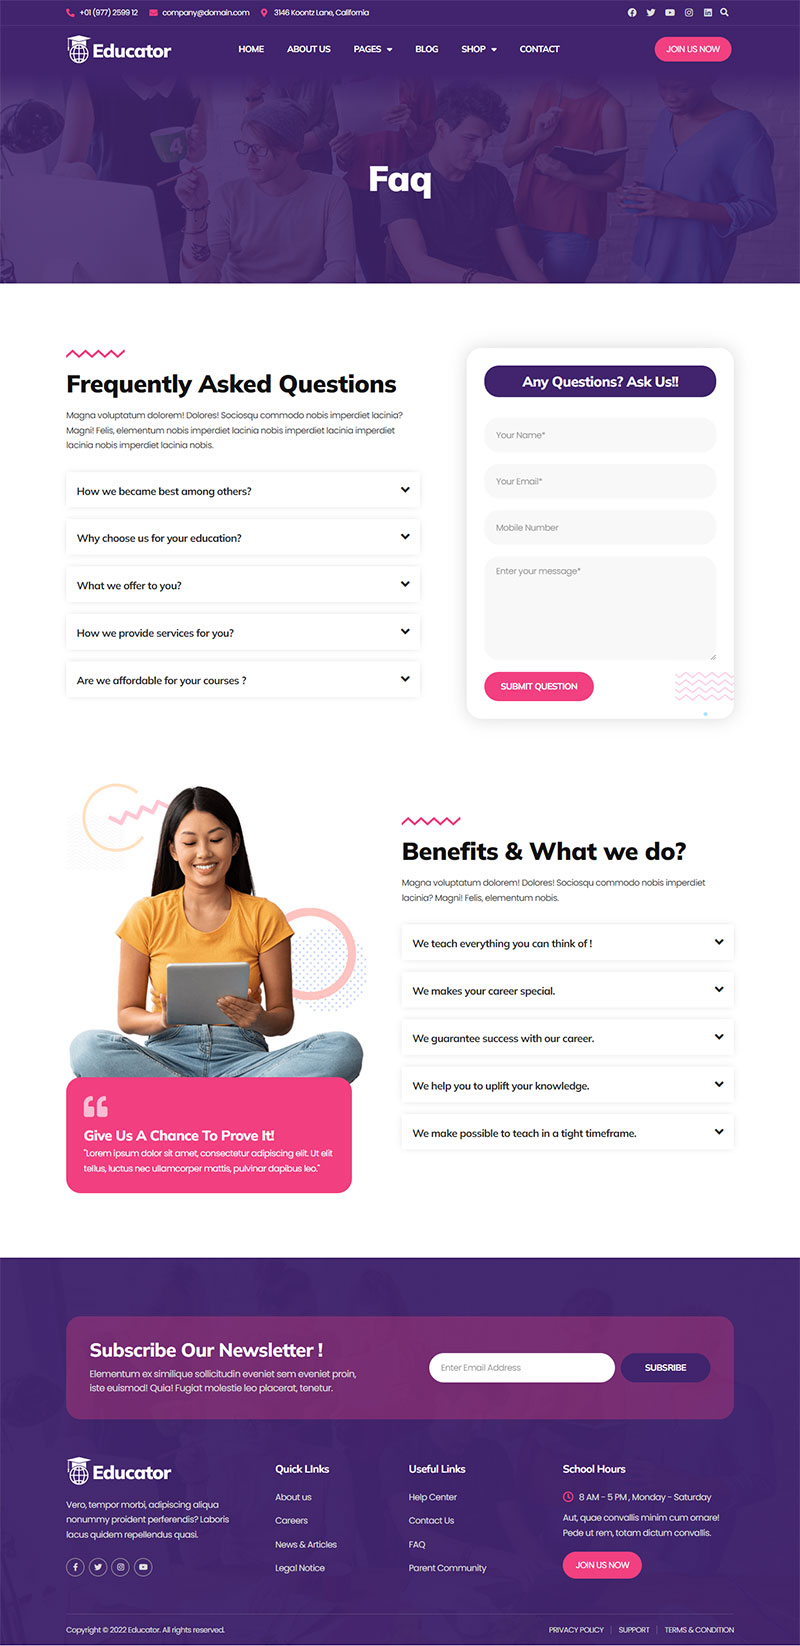 +01 (977) 2599 12 company@domain.com 3146 Koontz Lane, California
Educator HOME ABOUT US PAGES BLOG SHOP CONTACT JOIN US NOW
4
Faq
Frequently Asked Questions
Magna voluptatum dolorem! Dolores! Sociosqu commodo nobis imperdiet lacinia?
Magni! Felis, elementum nobis imperdiet lacinia nobis imperdiet lacinia imperdiet
lacinia nobis imperdiet lacinia nobis.
How we became best among others?
Why choose us for your education?
What we offer to you?
How we provide services for you?
Are we affordable for your courses ?
Any Questions? Ask Us!!
Your Name*
Your Email*
Mobile Number
Enter your message*
SUBMIT QUESTION
Give Us A Chance To Prove It!
"Lorem ipsum dolor sit amet, consectetur adipiscing elit. Ut elit
tellus, luctus nec ullamcorper mattis, pulvinar dapibus leo."
Benefits & What we do?
Magna voluptatum dolorem! Dolores! Sociosqu commodo nobis imperdiet
lacinia? Magni! Felis, elementum nobis.
We teach everything you can think of !
We makes your career special.
We guarantee success with our career.
We help you to uplift your knowledge.
We make possible to teach in a tight timeframe.
Subscribe Our Newsletter !
Elementum ex similique sollicitudin eveniet sem eveniet proin,
iste euismod! Quia! Fugiat molestie leo placerat, tenetur.
Enter Email Address
SUBSRIBE
Educator
Vero, tempor morbi, adipiscing aliqua
nonummy proident perferendis? Laboris
lacus quidem repellendus quasi.
Quick LInks
About us
Careers
News & Articles
Legal Notice
Useful Links
Help Center
Contact Us
FAQ
Parent Community
School Hours
8 AM - 5 PM , Monday - Saturday
Aut, quae convallis minim cum ornare!
Pede ut rem, totam dictum convallis.
JOIN US NOW
Copyright © 2022 Educator. All rights reserved.
PRIVACY POLICY SUPPORT TERMS & CONDITION